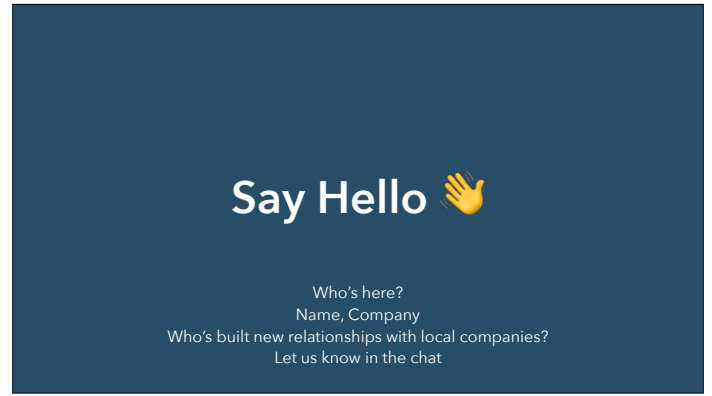 Say Hello 👋
Who's here?
Name, Company
Who's built new relationships with local companies?
Let us know in the chat